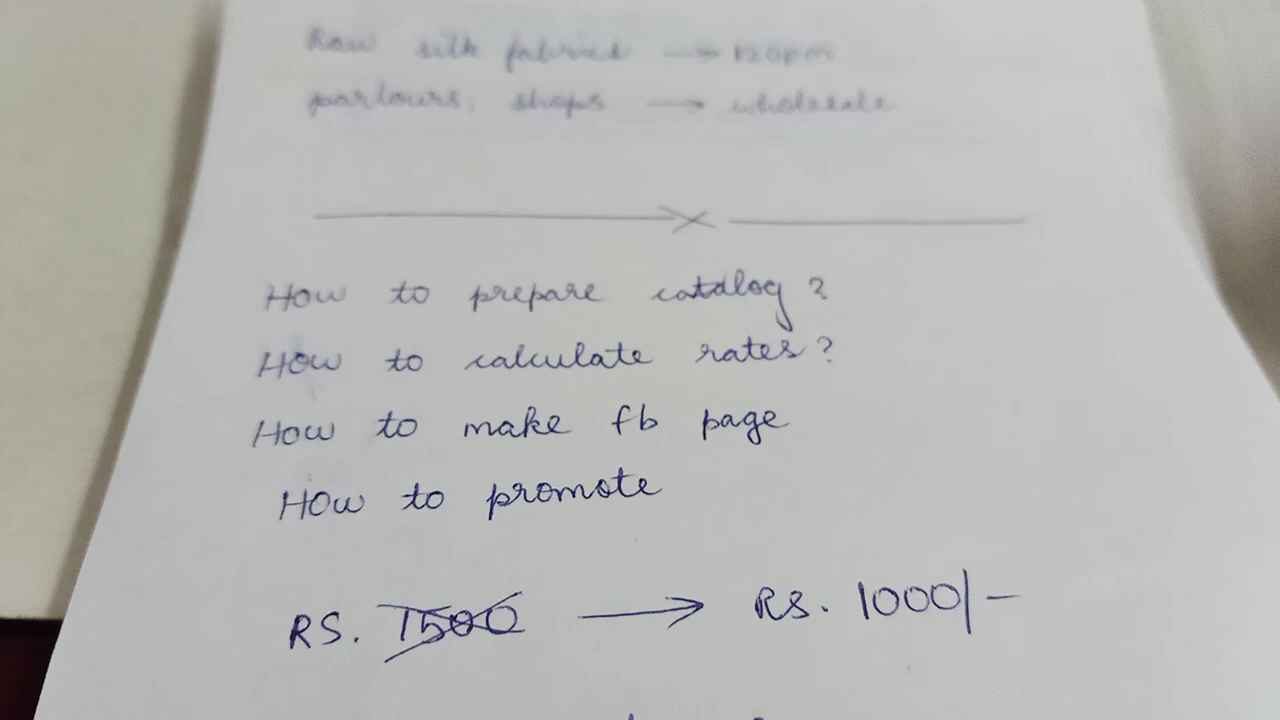 Raw silk fabrics →
parlours, shops → wholesale
How to prepare catalog?
How to calculate rates?
How to make fb page
How to promote
RS. 1500 → RS. 1000/-